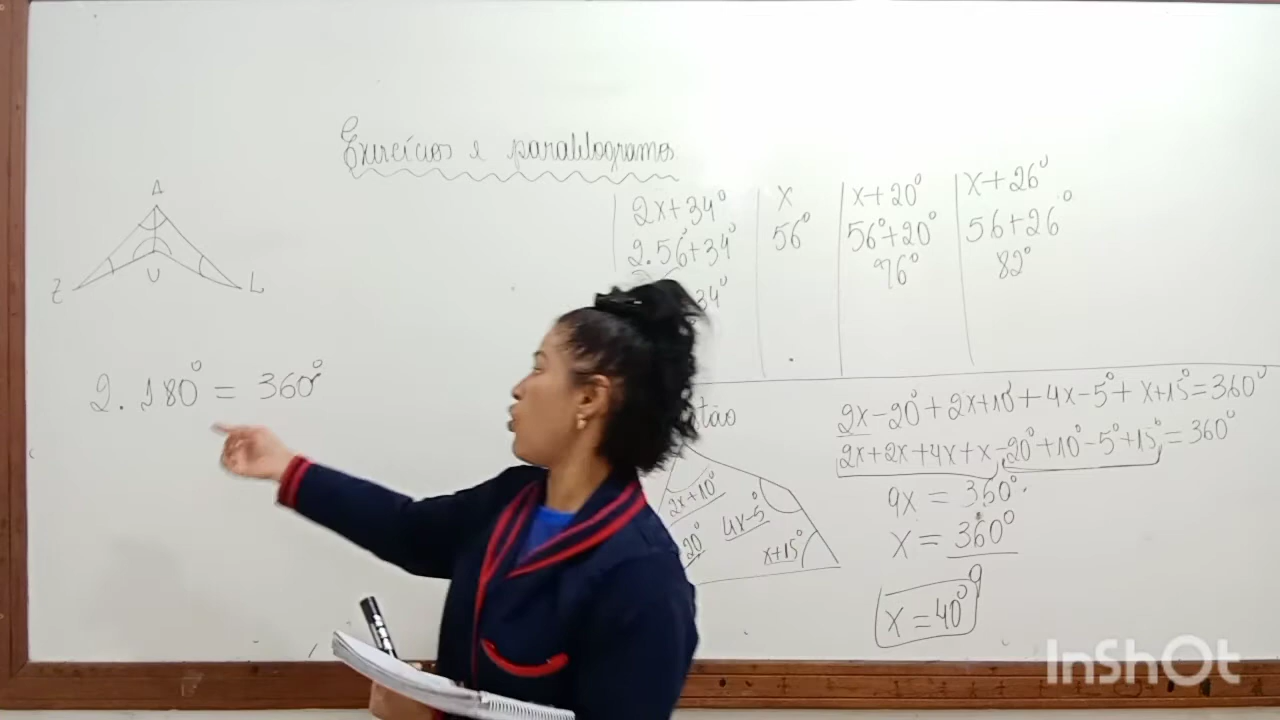 Exercícios e paralelogramos
A
Z
U
L
2 . 180° = 360°
2x+34°
2.56°+34°
34°
x
56°
x+20°
56°+20°
76°
x+26°
56+26°
82°
2x-20°+2x+10°+4x-5°+x+15°=360°
2x+2x+4x+x-20°+10°-5°+15°=360°
9x = 360°
x = 360°
9
x = 40°
2x+10°
4x-5°
20°
x+15°
InShOt